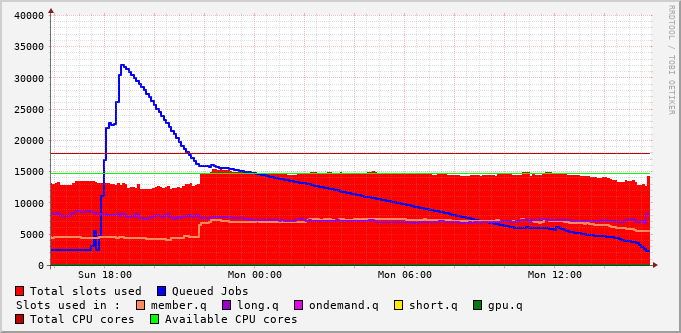 40000
35000
30000
25000
20000
15000
10000
5000
0
Sun 18:00 Mon 00:00 Mon 06:00 Mon 12:00
Total slots used Queued Jobs
Slots used in : member.q long.q ondemand.q short.q gpu.q
Total CPU cores Available CPU cores
RRDTOOL / TOBI OETIKER